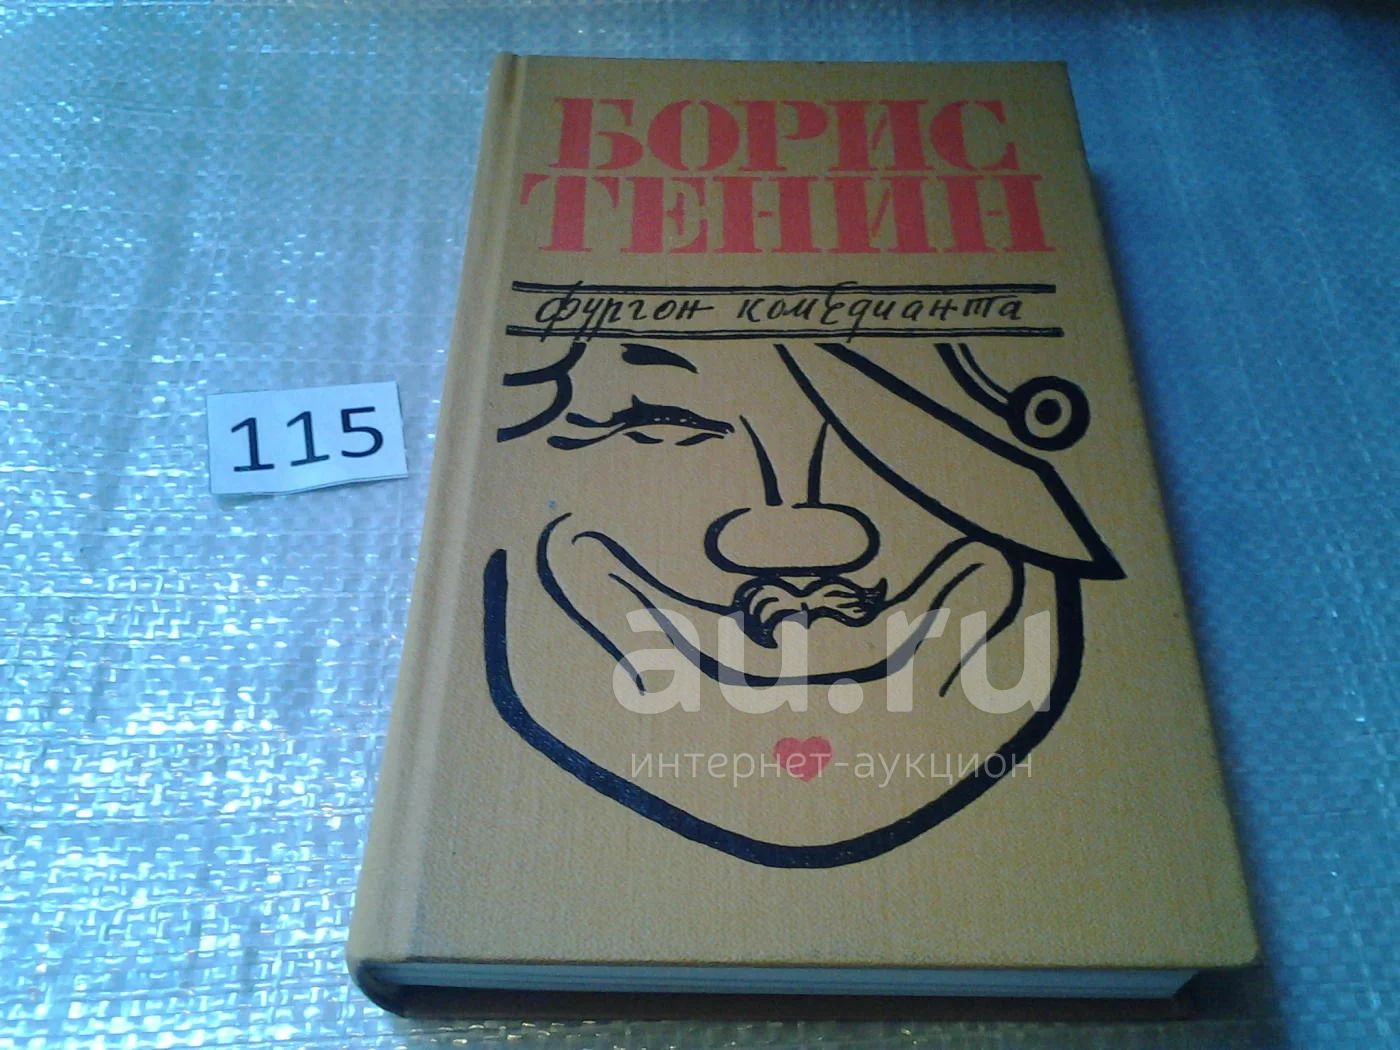 БОРИС
ТЕНИН
фургон комедианта
115
au.ru
интернет-аукцион